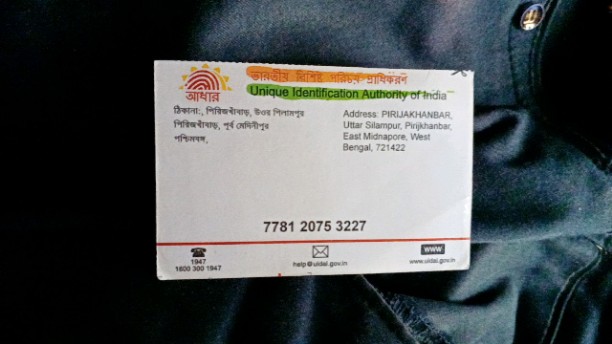 ভারতীয় বিশিষ্ট পরিচয় প্রাধিকরণ
Unique Identification Authority of India
আধার
ঠিকানা:, পিরিজখাঁবাড়, উওর শিলামপুর
পিরিজখাঁবাড়, পূর্ব মেদিনীপুর
পশ্চিমবঙ্গ,
Address: PIRIJAKHANBAR,
Uttar Silampur, Pirijkhanbar,
East Midnapore, West
Bengal, 721422
7781 2075 3227
1947
1800 300 1947
help@uidai.gov.in
www
www.uidai.gov.in